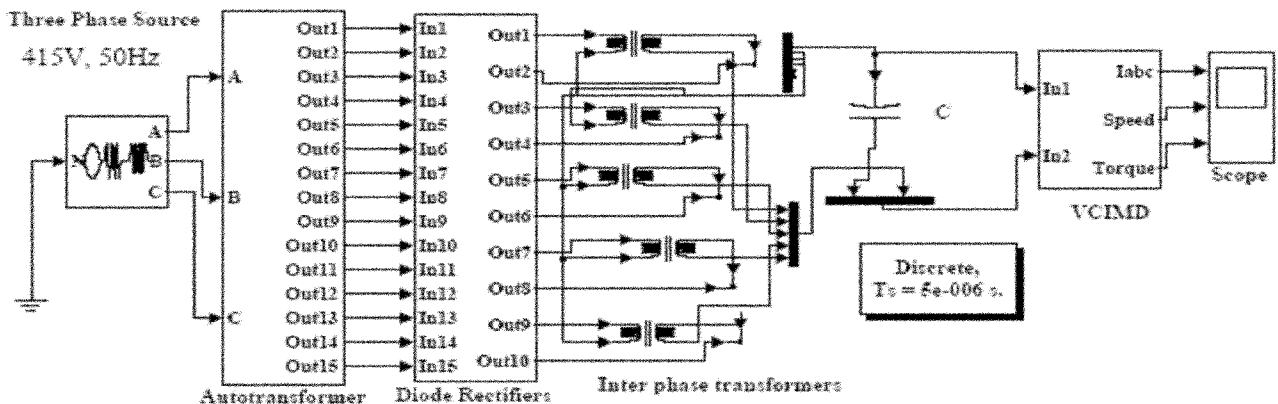 Three Phase Source
415V, 50Hz
A
B
C
N
A
B
C
Out1
Out2
Out3
Out4
Out5
Out6
Out7
Out8
Out9
Out10
Out11
Out12
Out13
Out14
Out15
Autotransformer
In1
In2
In3
In4
In5
In6
In7
In8
In9
In10
In11
In12
In13
In14
In15
Out1
Out2
Out3
Out4
Out5
Out6
Out7
Out8
Out9
Out10
Diode Rectifiers
Inter phase transformers
C
In1
In2
Iabc
Speed
Torque
VCIMD
Scope
Discrete,
Ts = 5e-006 s.